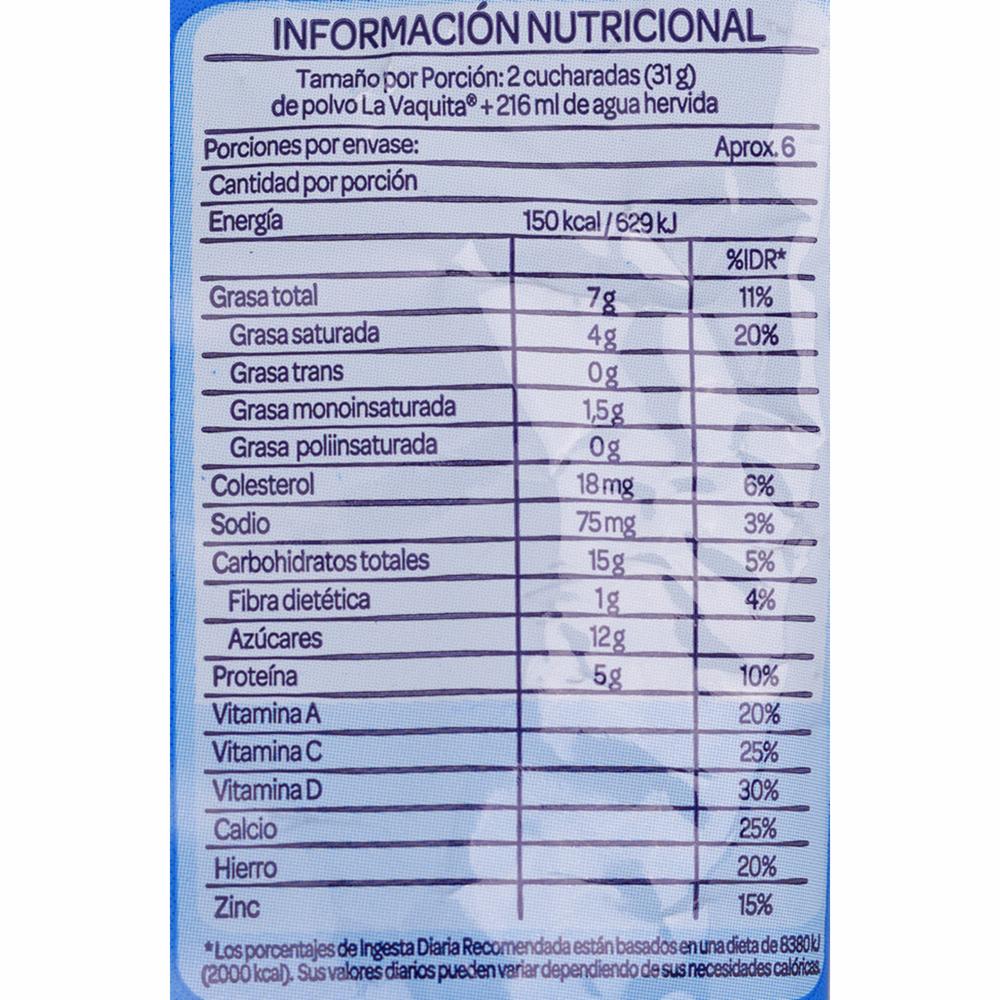 INFORMACIÓN NUTRICIONAL
Tamaño por Porción: 2 cucharadas (31 g)
de polvo La Vaquita® + 216 ml de agua hervida
Porciones por envase: Aprox. 6
Cantidad por porción
Energía 150 kcal / 629 kJ
%IDR*
Grasa total 7g 11%
Grasa saturada 4g 20%
Grasa trans 0g
Grasa monoinsaturada 1,5g
Grasa poliinsaturada 0g
Colesterol 18 mg 6%
Sodio 75 mg 3%
Carbohidratos totales 15g 5%
Fibra dietética 1g 4%
Azúcares 12g
Proteína 5g 10%
Vitamina A 20%
Vitamina C 25%
Vitamina D 30%
Calcio 25%
Hierro 20%
Zinc 15%
*Los porcentajes de Ingesta Diaria Recomendada están basados en una dieta de 8380 kJ
(2000 kcal). Sus valores diarios pueden variar dependiendo de sus necesidades calóricas.